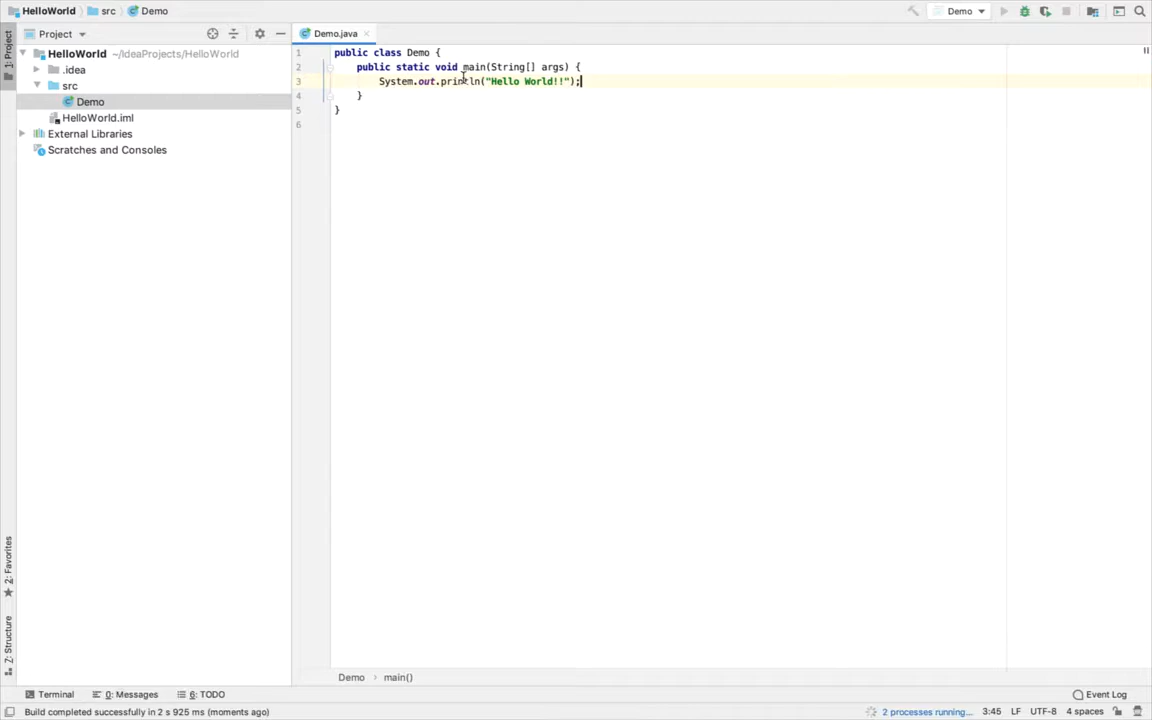 HelloWorld src Demo
Demo
1: Project
Project
Demo.java
HelloWorld ~/IdeaProjects/HelloWorld
.idea
src
Demo
HelloWorld.iml
External Libraries
Scratches and Consoles
1 public class Demo {
2 public static void main(String[] args) {
3 System.out.println("Hello World!!");
4 }
5 }
6
2: Favorites
7: Structure
Demo › main()
Terminal 0: Messages 6: TODO Event Log
Build completed successfully in 2 s 925 ms (moments ago) 2 processes running... 3:45 LF UTF-8 4 spaces